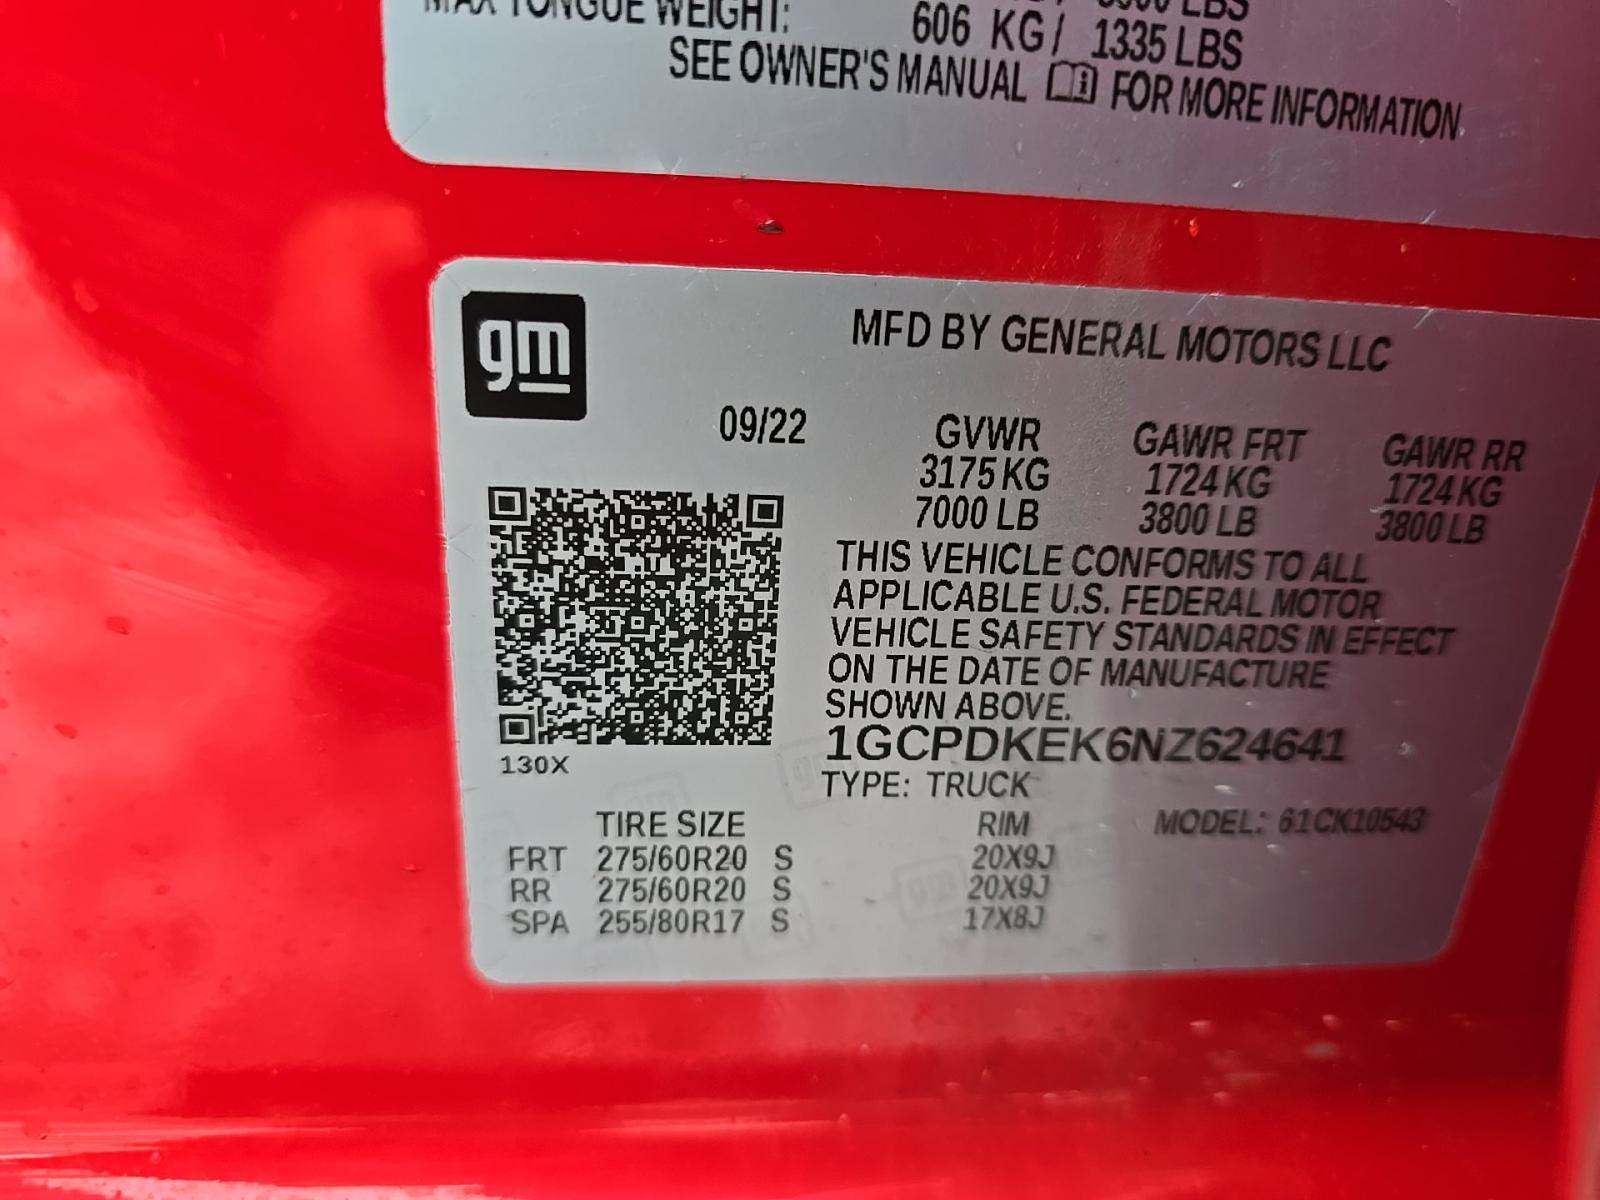 MAX TONGUE WEIGHT: 606 KG / 1335 LBS
SEE OWNER'S MANUAL FOR MORE INFORMATION
gm
MFD BY GENERAL MOTORS LLC
09/22 GVWR GAWR FRT GAWR RR
3175 KG 1724 KG 1724 KG
7000 LB 3800 LB 3800 LB
THIS VEHICLE CONFORMS TO ALL
APPLICABLE U.S. FEDERAL MOTOR
VEHICLE SAFETY STANDARDS IN EFFECT
ON THE DATE OF MANUFACTURE
SHOWN ABOVE.
1GCPDKEK6NZ624641
130X
TYPE: TRUCK
TIRE SIZE RIM MODEL: 61CK10543
FRT 275/60R20 S 20X9J
RR 275/60R20 S 20X9J
SPA 255/80R17 S 17X8J